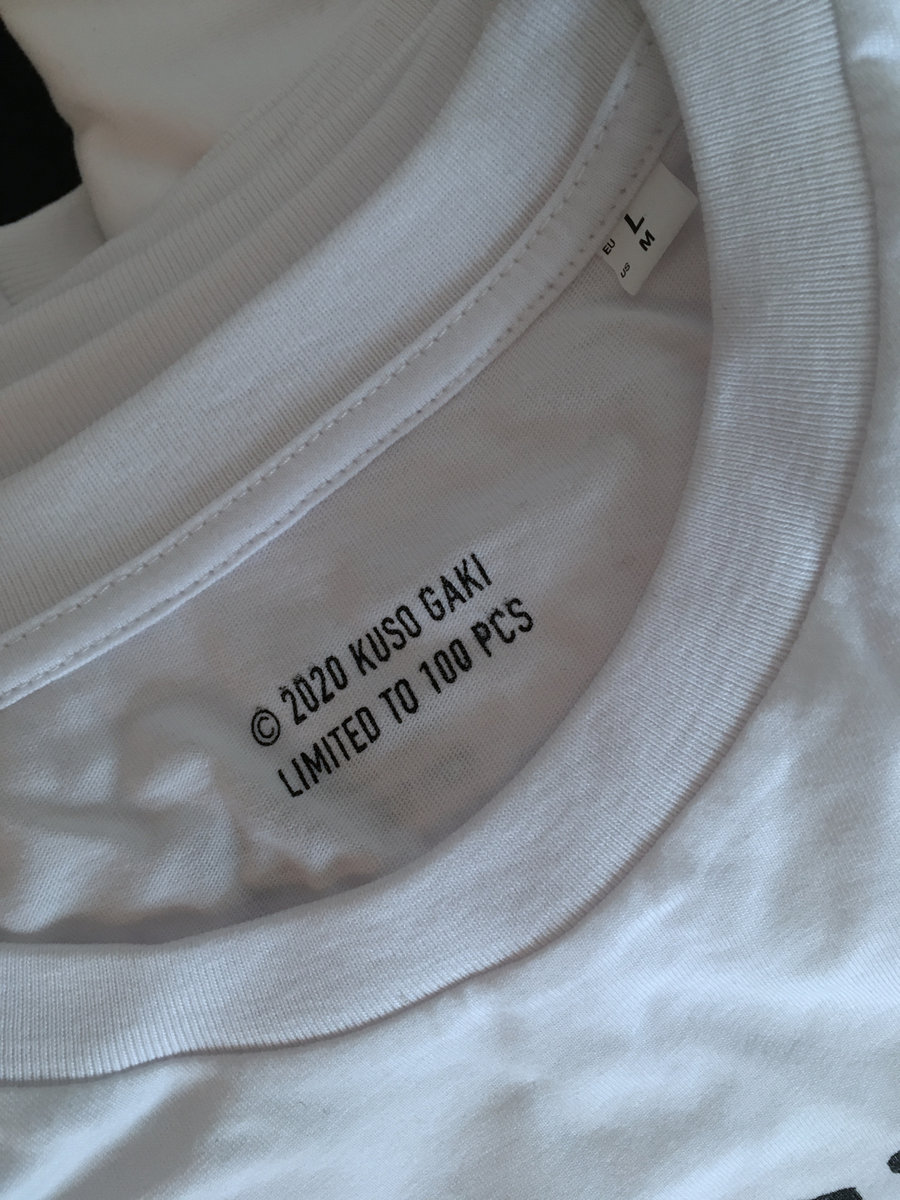 EU L
US M
© 2020 KUSO GAKI
LIMITED TO 100 PCS